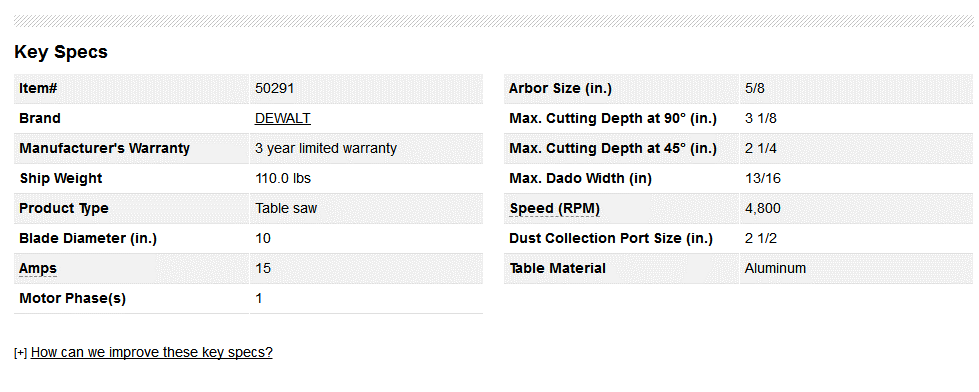 Key Specs
Item# 50291
Brand DEWALT
Manufacturer's Warranty 3 year limited warranty
Ship Weight 110.0 lbs
Product Type Table saw
Blade Diameter (in.) 10
Amps 15
Motor Phase(s) 1
Arbor Size (in.) 5/8
Max. Cutting Depth at 90° (in.) 3 1/8
Max. Cutting Depth at 45° (in.) 2 1/4
Max. Dado Width (in) 13/16
Speed (RPM) 4,800
Dust Collection Port Size (in.) 2 1/2
Table Material Aluminum
[+] How can we improve these key specs?